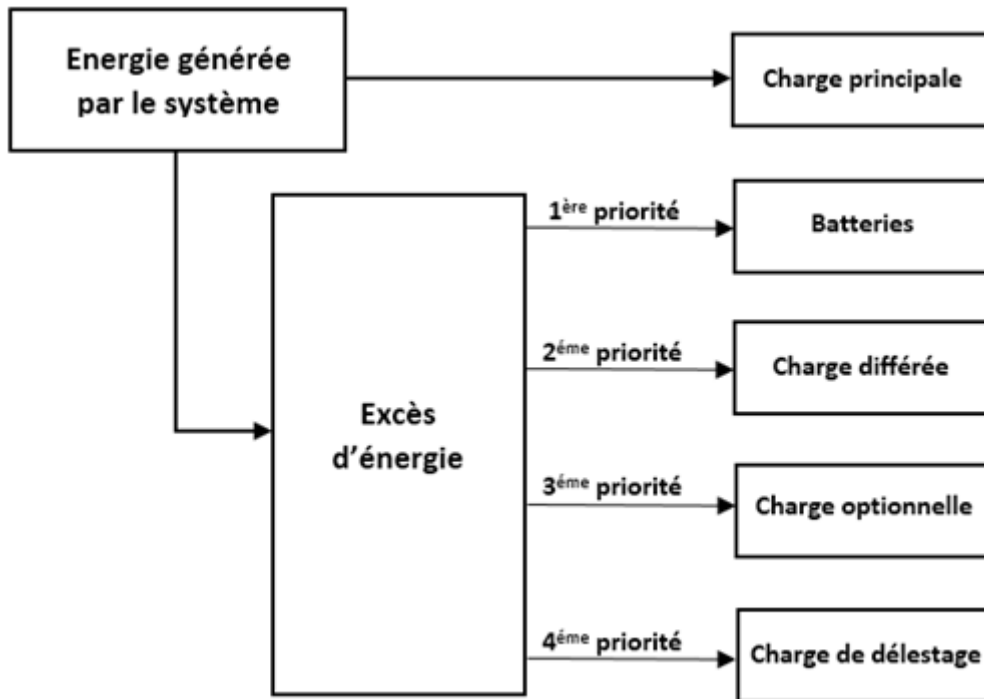 Energie générée
par le système
Charge principale
1ère priorité
Batteries
2éme priorité
Charge différée
Excès
d'énergie
3éme priorité
Charge optionnelle
4éme priorité
Charge de délestage